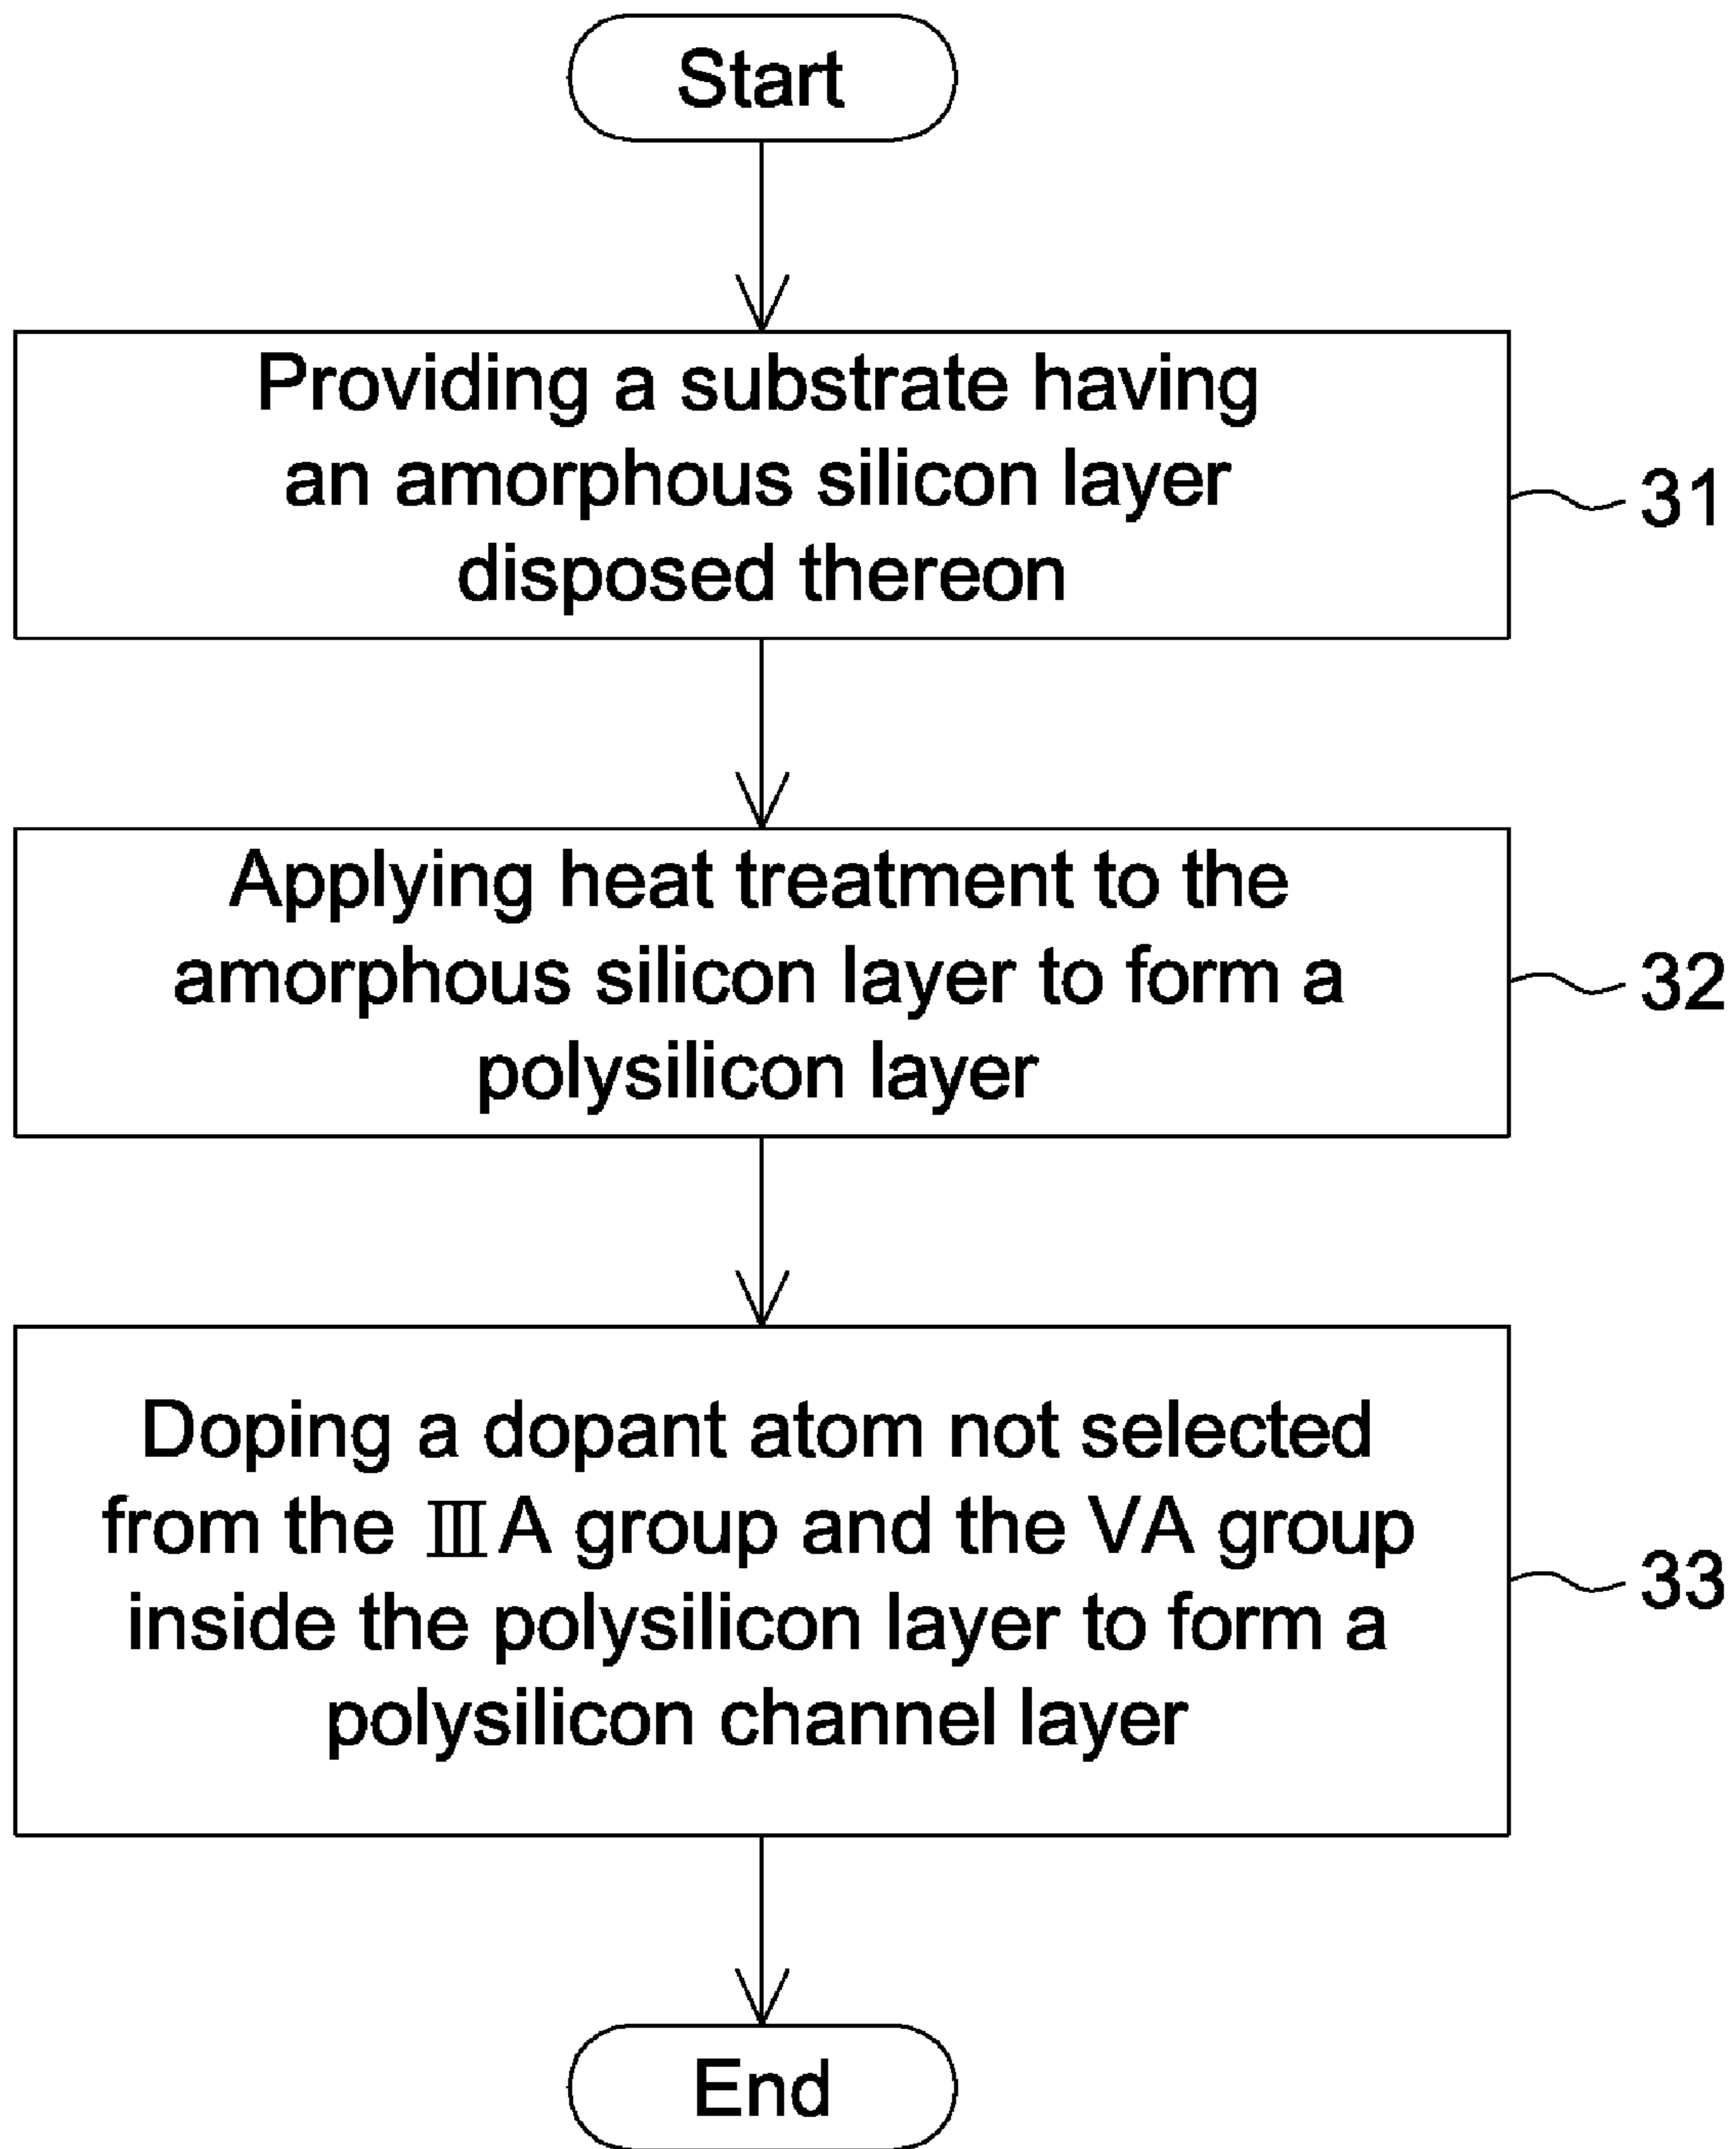 Start
Providing a substrate having
an amorphous silicon layer
disposed thereon
31
Applying heat treatment to the
amorphous silicon layer to form a
polysilicon layer
32
Doping a dopant atom not selected
from the ⅢA group and the VA group
inside the polysilicon layer to form a
polysilicon channel layer
33
End